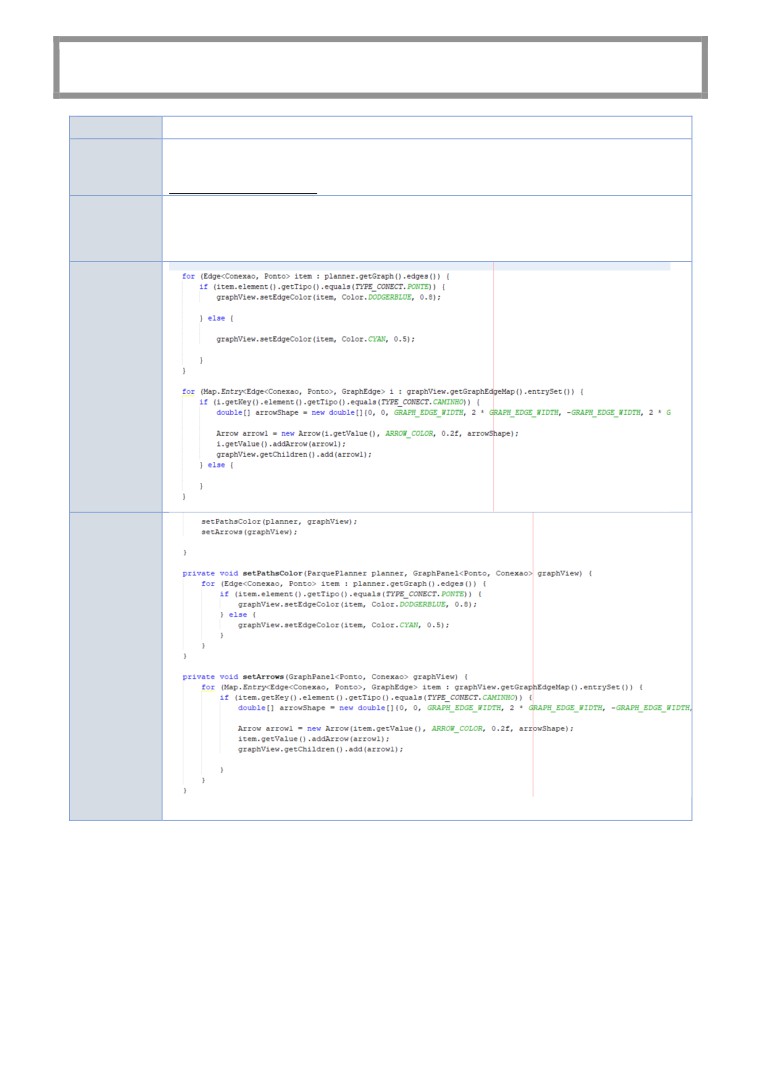 for (Edge<Conexao, Ponto> item : planner.getGraph().edges()) {
if (item.element().getTipo().equals(TYPE_CONECT.PONTE)) {
graphView.setEdgeColor(item, Color.DODGERBLUE, 0.8);
} else {
graphView.setEdgeColor(item, Color.CYAN, 0.5);
}
}
for (Map.Entry<Edge<Conexao, Ponto>, GraphEdge> i : graphView.getGraphEdgeMap().entrySet()) {
if (i.getKey().element().getTipo().equals(TYPE_CONECT.CAMINHO)) {
double[] arrowShape = new double[]{0, 0, GRAPH_EDGE_WIDTH, 2 * GRAPH_EDGE_WIDTH, -GRAPH_EDGE_WIDTH, 2 * G
Arrow arrow1 = new Arrow(i.getValue(), ARROW_COLOR, 0.2f, arrowShape);
i.getValue().addArrow(arrow1);
graphView.getChildren().add(arrow1);
} else {
}
}
setPathsColor(planner, graphView);
setArrows(graphView);
}
private void setPathsColor(ParquePlanner planner, GraphPanel<Ponto, Conexao> graphView) {
for (Edge<Conexao, Ponto> item : planner.getGraph().edges()) {
if (item.element().getTipo().equals(TYPE_CONECT.PONTE)) {
graphView.setEdgeColor(item, Color.DODGERBLUE, 0.8);
} else {
graphView.setEdgeColor(item, Color.CYAN, 0.5);
}
}
}
private void setArrows(GraphPanel<Ponto, Conexao> graphView) {
for (Map.Entry<Edge<Conexao, Ponto>, GraphEdge> item : graphView.getGraphEdgeMap().entrySet()) {
if (item.getKey().element().getTipo().equals(TYPE_CONECT.CAMINHO)) {
double[] arrowShape = new double[]{0, 0, GRAPH_EDGE_WIDTH, 2 * GRAPH_EDGE_WIDTH, -GRAPH_EDGE_WIDTH,
Arrow arrow1 = new Arrow(item.getValue(), ARROW_COLOR, 0.2f, arrowShape);
item.getValue().addArrow(arrow1);
graphView.getChildren().add(arrow1);
}
}
}